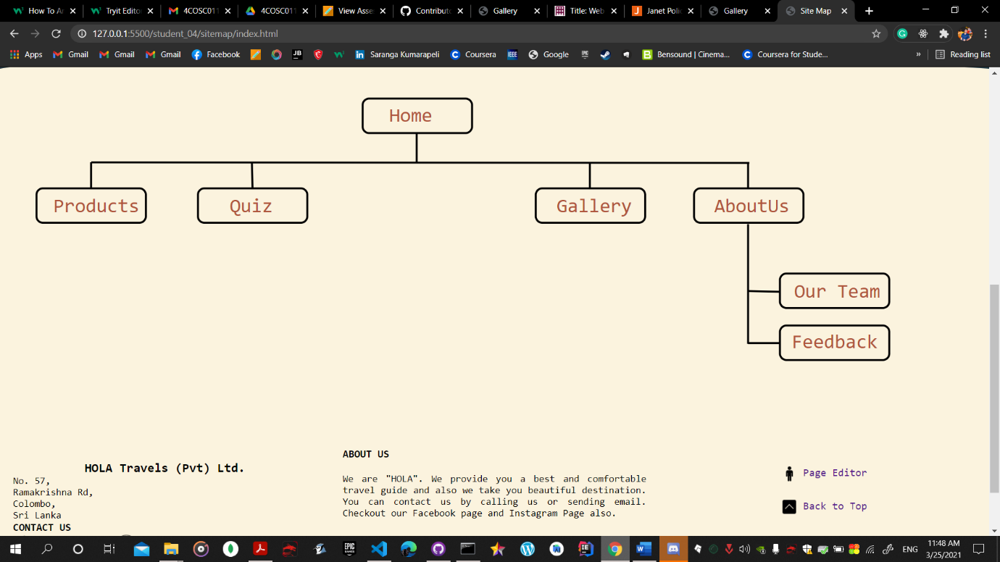 How To Ar
Tryit Edito
4COSC011
4COSC011
View Asse
Contributo
Gallery
Title: Web
Janet Polic
Gallery
Site Map
127.0.0.1:5500/student_04/sitemap/index.html
Apps
Gmail
Gmail
Gmail
Facebook
JB
Saranga Kumarapeli
Coursera
IEEE
Google
Bensound | Cinema...
Coursera for Stude...
»
Reading list
Home
Products
Quiz
Gallery
AboutUs
Our Team
Feedback
HOLA Travels (Pvt) Ltd.
No. 57,
Ramakrishna Rd,
Colombo,
Sri Lanka
CONTACT US
ABOUT US
We are "HOLA". We provide you a best and comfortable
travel guide and also we take you beautiful destination.
You can contact us by calling us or sending email.
Checkout our Facebook page and Instagram Page also.
Page Editor
Back to Top
ENG
11:48 AM
3/25/2021